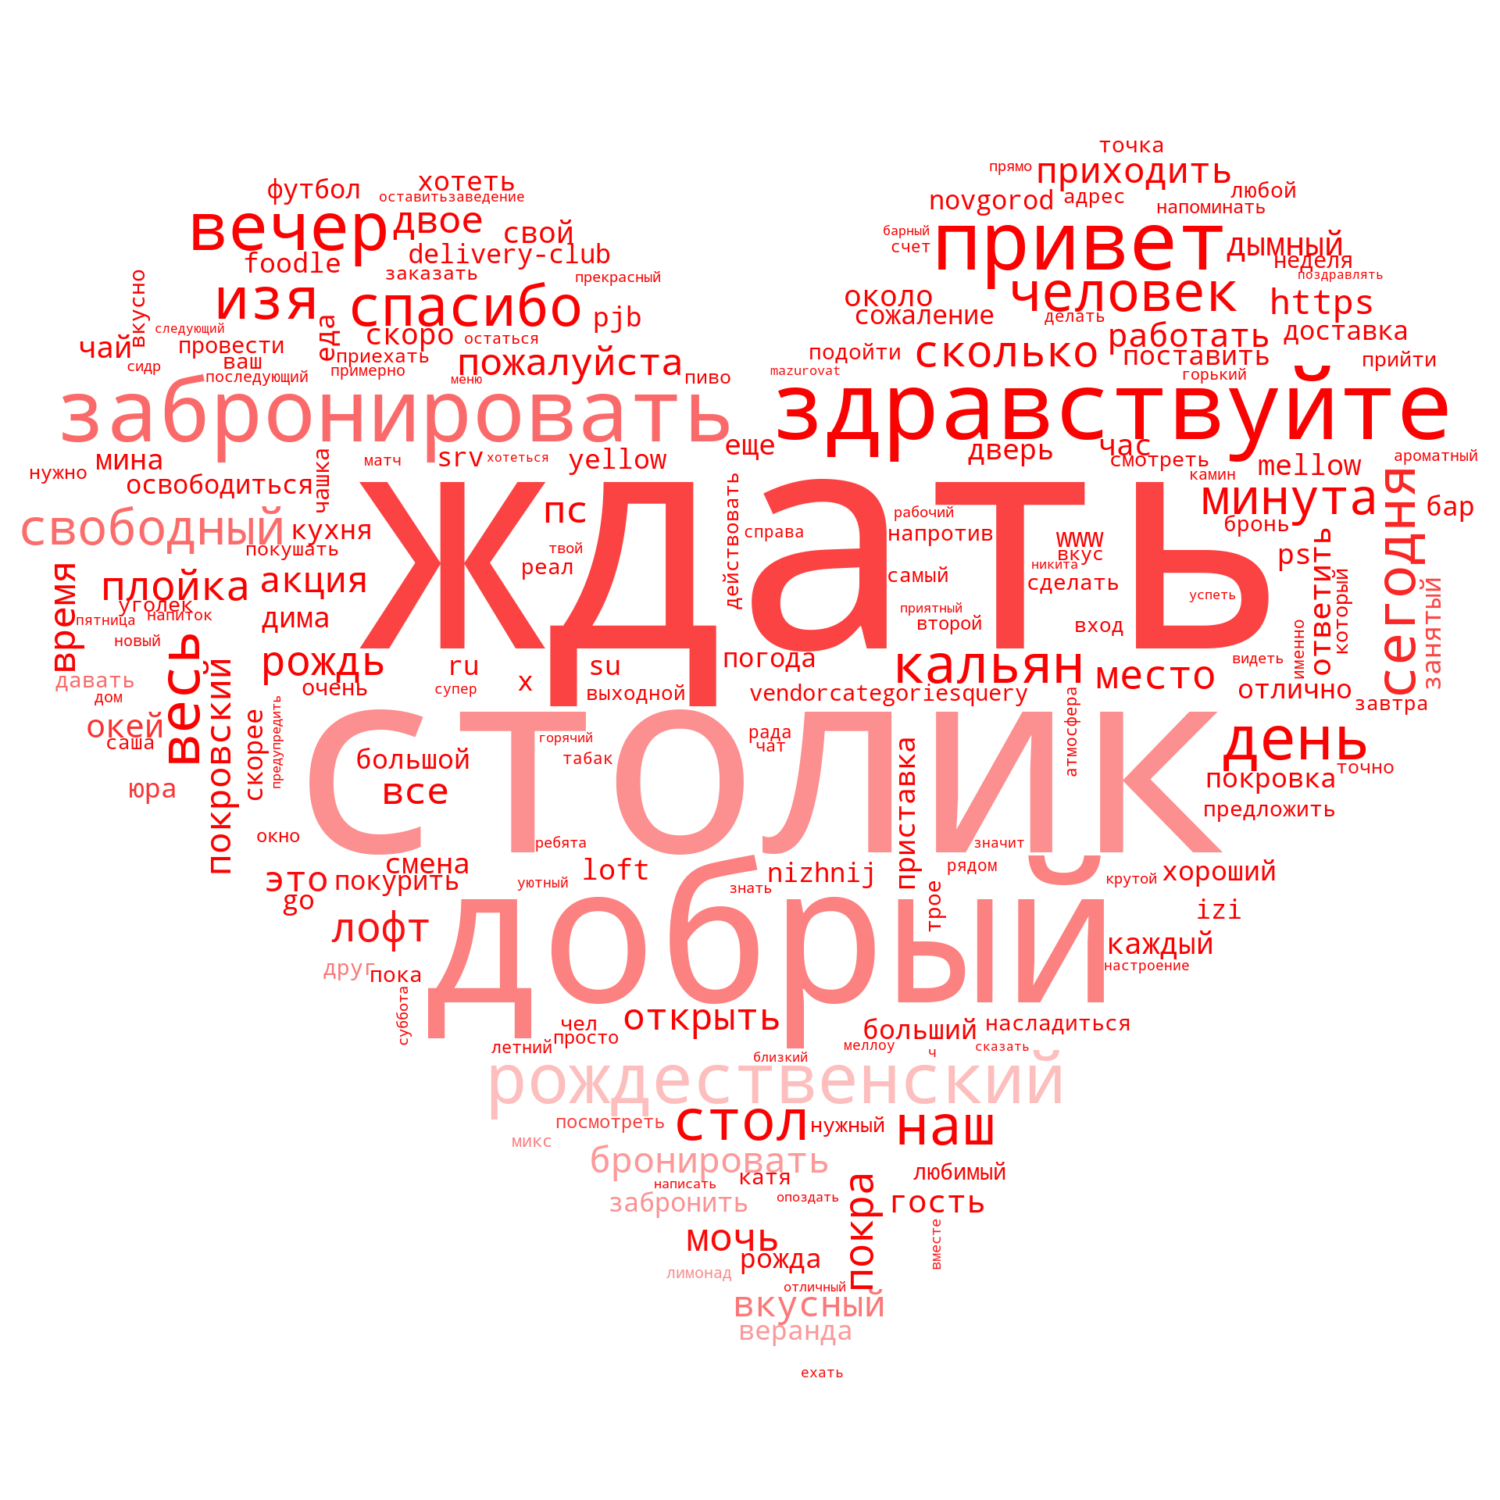 точка
прямо
приходить
хотеть
футбол
оставитьзаведение
любой
novgorod
адрес
напоминать
вечер
двое
свой
привет
барный
счет
дымный
delivery-club
foodle
заказать
прекрасный
неделя
поздравлять
вкусно
изя
спасибо
человек
около
https
pjb
сожаление
делать
следующий
скоро
остаться
работать
доставка
чай
провести
еда
приехать
ваш
пожалуйста
подойти
сколько
поставить
прийти
сидр
последующий
примерно
меню
пиво
mazurovat
горький
забронировать
здравствуйте
еще
дверь
час
мина
матч
srv
хотеться
yellow
смотреть
mellow
ароматный
нужно
освободиться
чашка
камин
ждать
минута
сегодня
бар
свободный
кухня
пс
действовать
справа
рабочий
напротив
www
бронь
покушать
твой
реал
вкус
никита
ps
ответить
плойка
акция
самый
сделать
который
занятый
время
уголек
напиток
пятница
дима
приятный
второй
успеть
новый
вход
весь
рождь
ru
su
погода
кальян
место
видеть
именно
давать
дом
покровский
очень
супер
x
выходной
vendorcategoriesquery
отлично
завтра
окей
саша
скорее
предупредить
столик
атмосфера
день
горячий
рада
чат
большой
табак
покровка
точно
юра
все
приставка
предложить
окно
ребята
значит
смена
это
покурить
уютный
loft
добрый
знать
nizhnij
рядом
крутой
хороший
go
трое
izi
лофт
каждый
друг
пока
настроение
суббота
чел
открыть
больший
насладиться
летний
просто
близкий
меллоу
ч
сказать
рождественский
посмотреть
стол
нужный
наш
микс
бронировать
катя
любимый
написать
опоздать
забронить
покра
гость
мочь
вместе
рожда
лимонад
отличный
вкусный
веранда
ехать